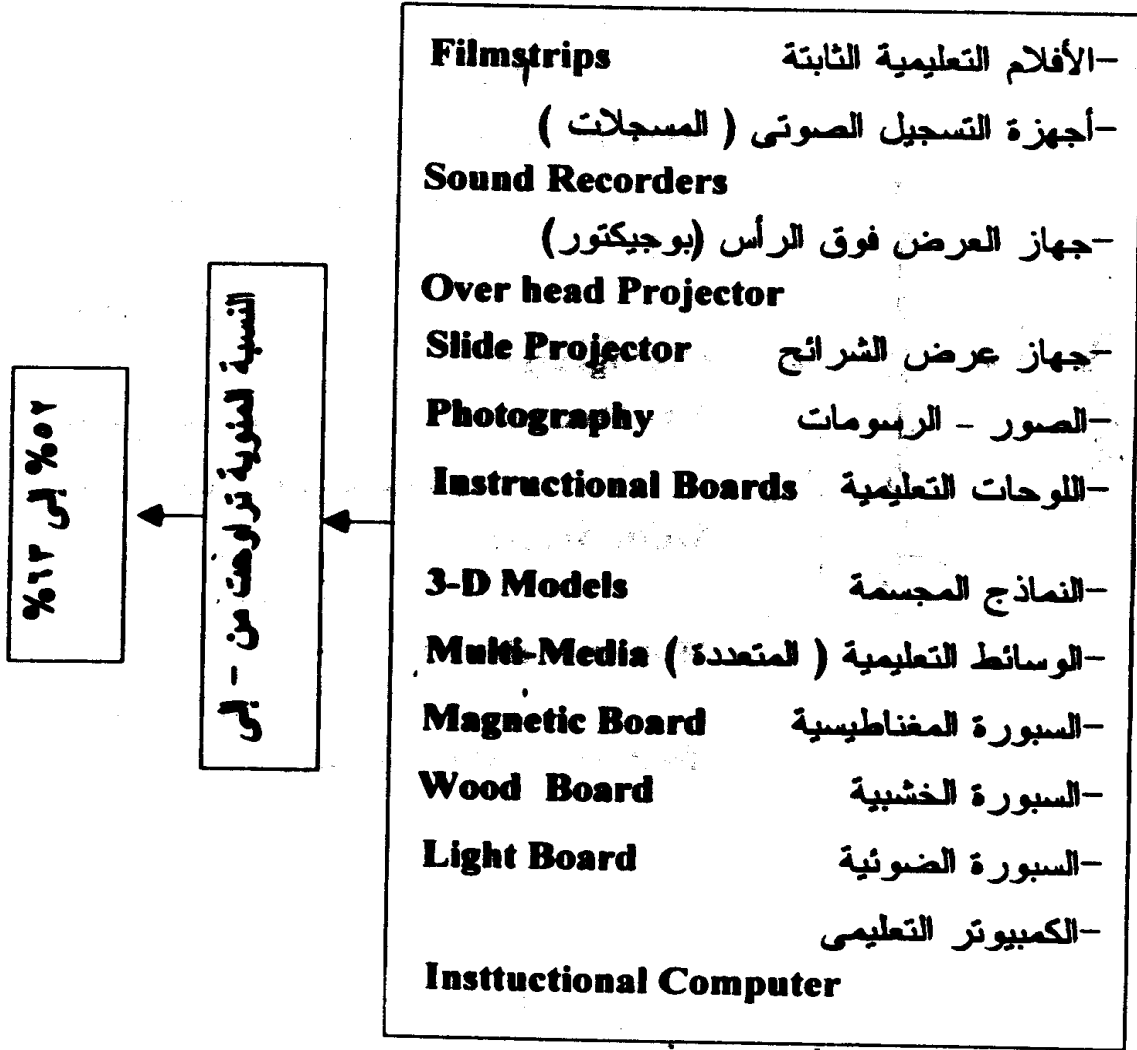 -الأفلام التعليمية الثابتة Filmstrips
-أجهزة التسجيل الصوتى ( المسجلات )
Sound Recorders
-جهاز العرض فوق الرأس (بوجيكتور)
Over head Projector
-جهاز عرض الشرائح Slide Projector
-الصور - الرسومات Photography
-اللوحات التعليمية Instructional Boards
-النماذج المجسمة 3-D Models
-الوسائط التعليمية ( المتعددة ) Multi-Media
-السبورة المغناطيسية Magnetic Board
-السبورة الخشبية Wood Board
-السبورة الضوئية Light Board
-الكمبيوتر التعليمى
Insttuctional Computer
النسبة المئوية تراوحت من - إلى
٥٢% إلى ٦٣%